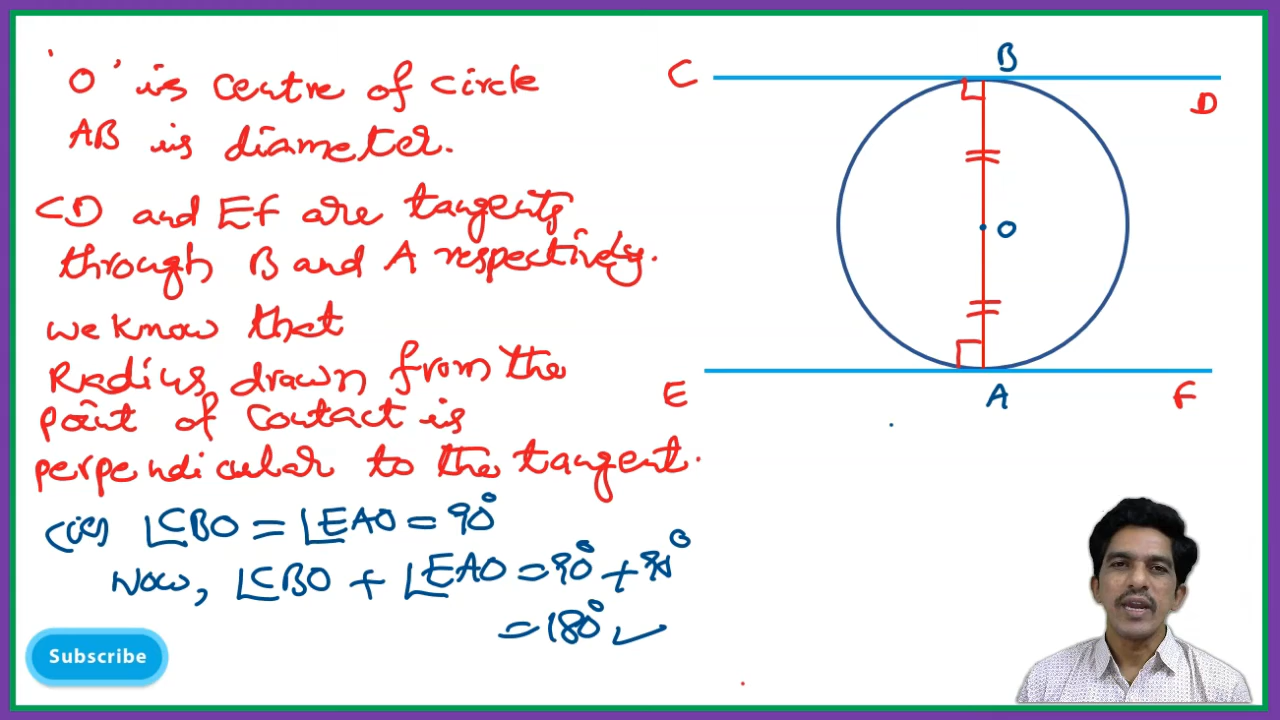 'O' is Centre of circle
AB is diameter.
CD and EF are tangents
through B and A respectively.
we know that
Radius drawn from the
point of Contact is
perpendicular to the tangent.
(ie) ∠CBO = ∠EAO = 90°
Now, ∠CBO + ∠EAO = 90° + 90°
= 180° ✓
Subscribe
B
C
D
O
E
A
F